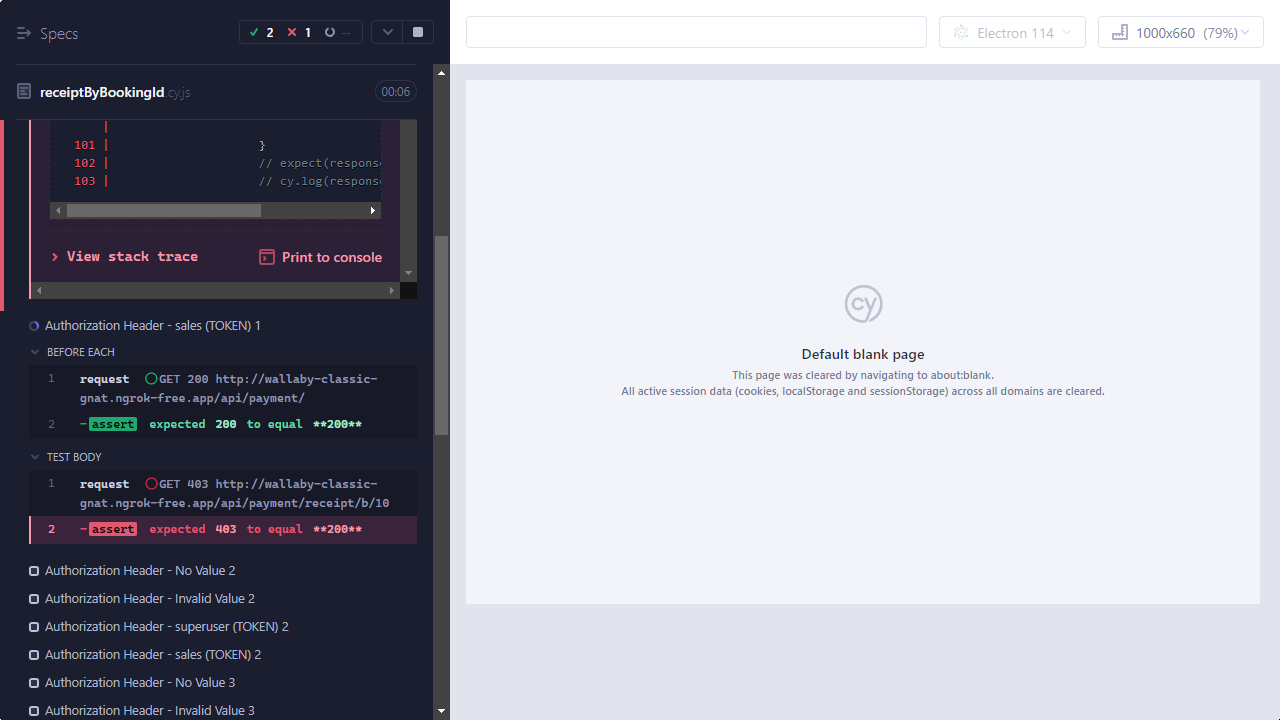 Specs
2
1
--
Electron 114
1000x660 (79%)
receiptByBookingId.cy.js
00:06
|
101 | }
102 | // expect(response
103 | // cy.log(response
> View stack trace
Print to console
Authorization Header - sales (TOKEN) 1
BEFORE EACH
1 request GET 200 http://wallaby-classic-
gnat.ngrok-free.app/api/payment/
2 -assert expected 200 to equal **200**
TEST BODY
1 request GET 403 http://wallaby-classic-
gnat.ngrok-free.app/api/payment/receipt/b/10
2 -assert expected 403 to equal **200**
Authorization Header - No Value 2
Authorization Header - Invalid Value 2
Authorization Header - superuser (TOKEN) 2
Authorization Header - sales (TOKEN) 2
Authorization Header - No Value 3
Authorization Header - Invalid Value 3
cy
Default blank page
This page was cleared by navigating to about:blank.
All active session data (cookies, localStorage and sessionStorage) across all domains are cleared.